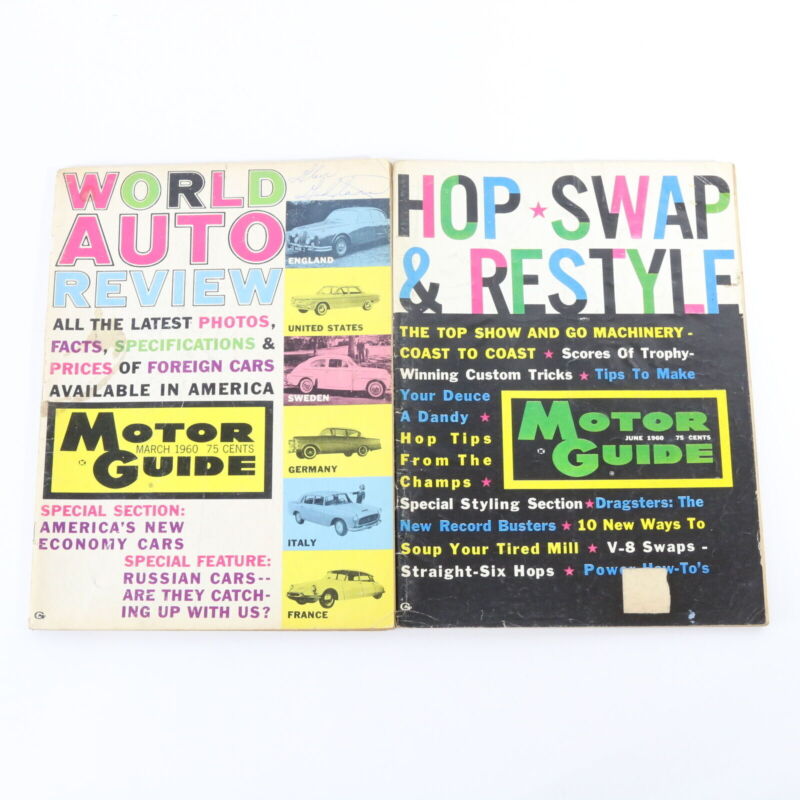 WORLD
AUTO
REVIEW
ALL THE LATEST PHOTOS,
FACTS, SPECIFICATIONS &
PRICES OF FOREIGN CARS
AVAILABLE IN AMERICA
MOTOR
MARCH 1960 75 CENTS
GUIDE
SPECIAL SECTION:
AMERICA'S NEW
ECONOMY CARS
SPECIAL FEATURE:
RUSSIAN CARS--
ARE THEY CATCH-
ING UP WITH US?
ENGLAND
UNITED STATES
SWEDEN
GERMANY
ITALY
FRANCE
HOP ★ SWAP
& RESTYLE
THE TOP SHOW AND GO MACHINERY -
COAST TO COAST ★ Scores Of Trophy-
Winning Custom Tricks ★ Tips To Make
Your Deuce
A Dandy ★
Hop Tips
From The
Champs ★
MOTOR
JUNE 1960 75 CENTS
GUIDE
Special Styling Section ★ Dragsters: The
New Record Busters ★ 10 New Ways To
Soup Your Tired Mill ★ V-8 Swaps -
Straight-Six Hops ★ Power How-To's